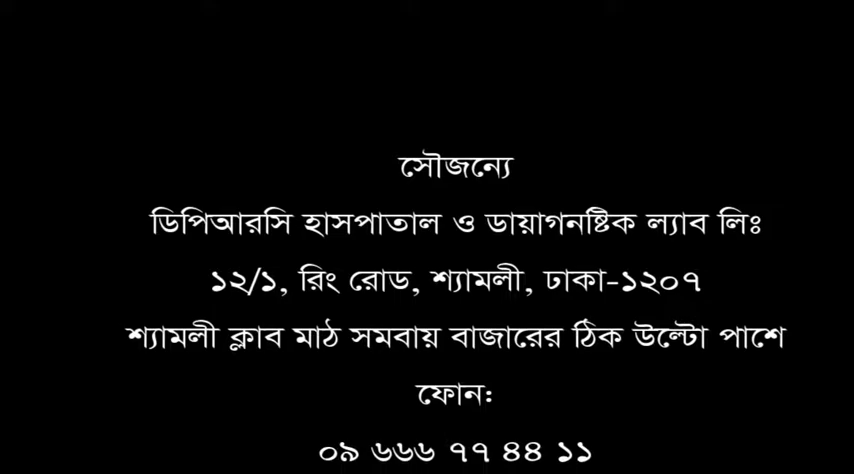 সৌজন্যে
ডিপিআরসি হাসপাতাল ও ডায়াগনষ্টিক ল্যাব লিঃ
১২/১, রিং রোড, শ্যামলী, ঢাকা-১২০৭
শ্যামলী ক্লাব মাঠ সমবায় বাজারের ঠিক উল্টো পাশে
ফোন:
০৯ ৬৬৬ ৭৭ ৪৪ ১১